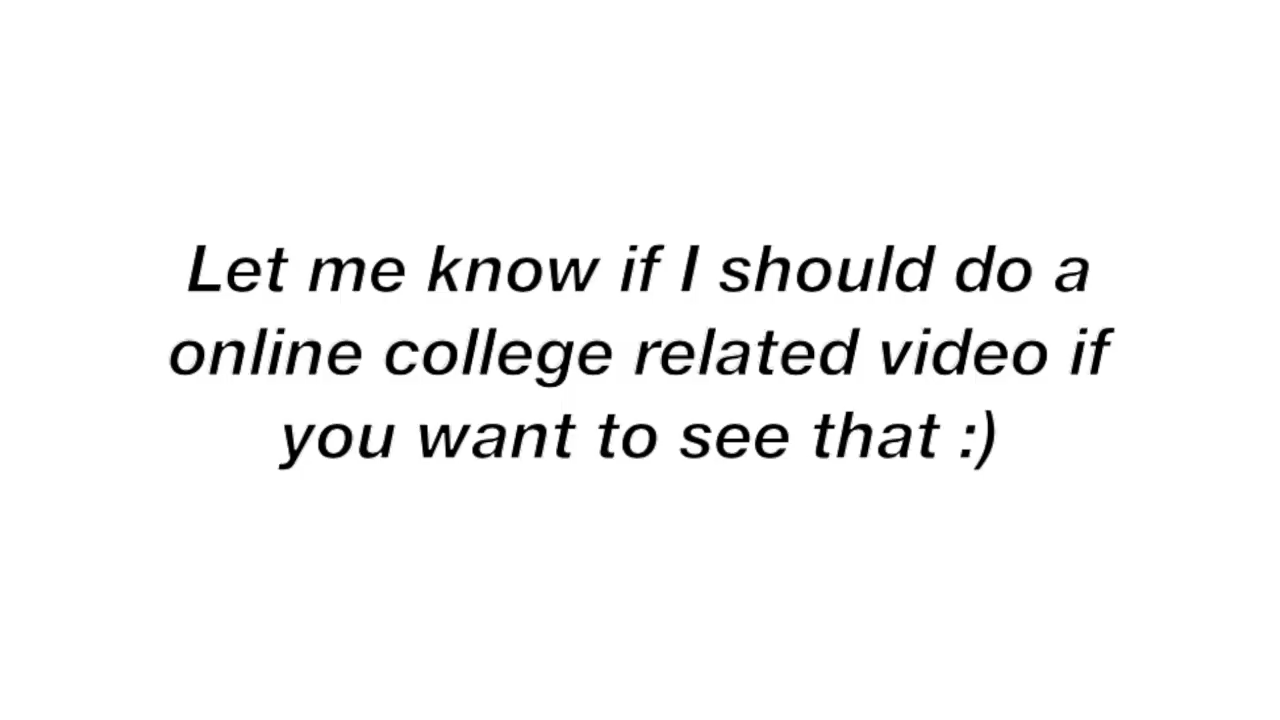 Let me know if I should do a
online college related video if
you want to see that :)